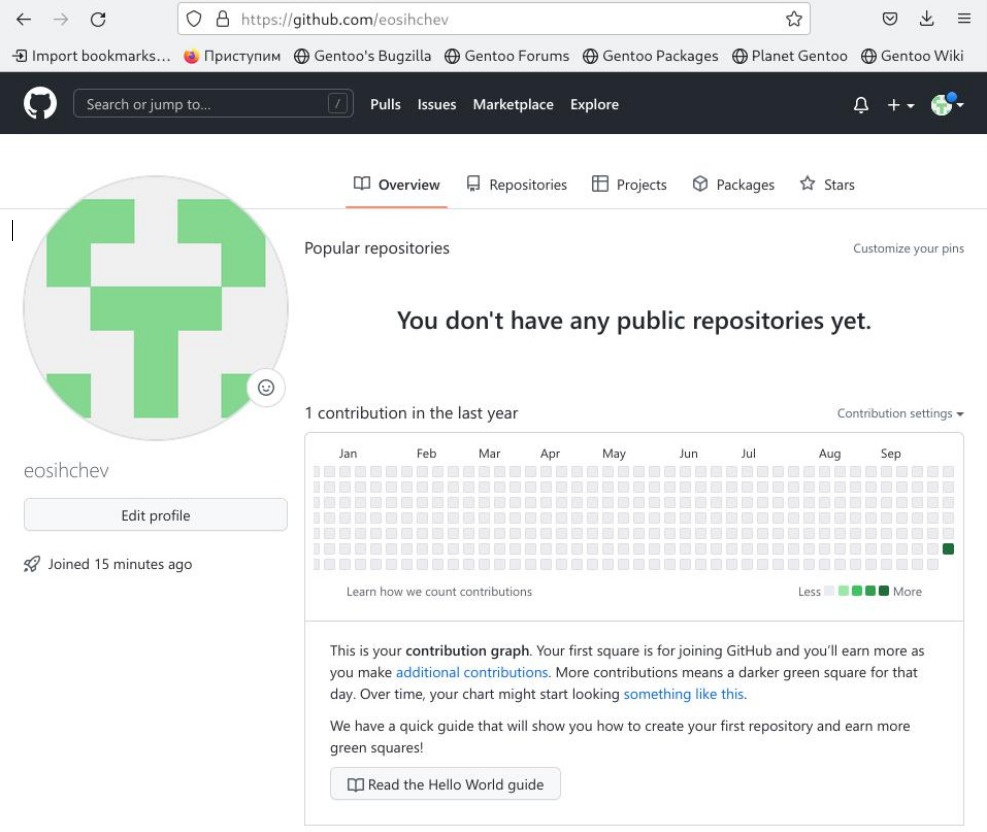 https://github.com/eosihchev
Import bookmarks... Приступим Gentoo's Bugzilla Gentoo Forums Gentoo Packages Planet Gentoo Gentoo Wiki
Search or jump to... / Pulls Issues Marketplace Explore
Overview Repositories Projects Packages Stars
Popular repositories Customize your pins
You don't have any public repositories yet.
1 contribution in the last year Contribution settings
Jan Feb Mar Apr May Jun Jul Aug Sep
Learn how we count contributions Less More
eosihchev
Edit profile
Joined 15 minutes ago
This is your contribution graph. Your first square is for joining GitHub and you'll earn more as
you make additional contributions. More contributions means a darker green square for that
day. Over time, your chart might start looking something like this.
We have a quick guide that will show you how to create your first repository and earn more
green squares!
Read the Hello World guide